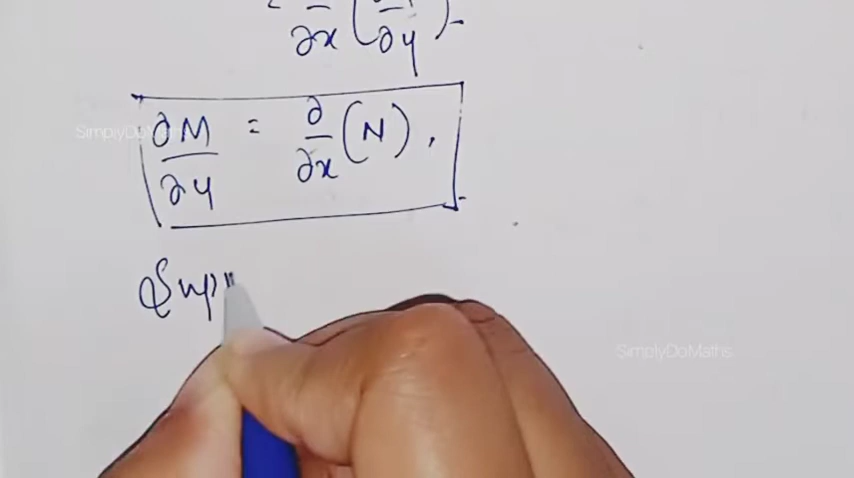 ∂/∂x (∂ /∂y)
∂M/∂y = ∂/∂x (N).
SimplyDoMaths
Sup
SimplyDoMaths